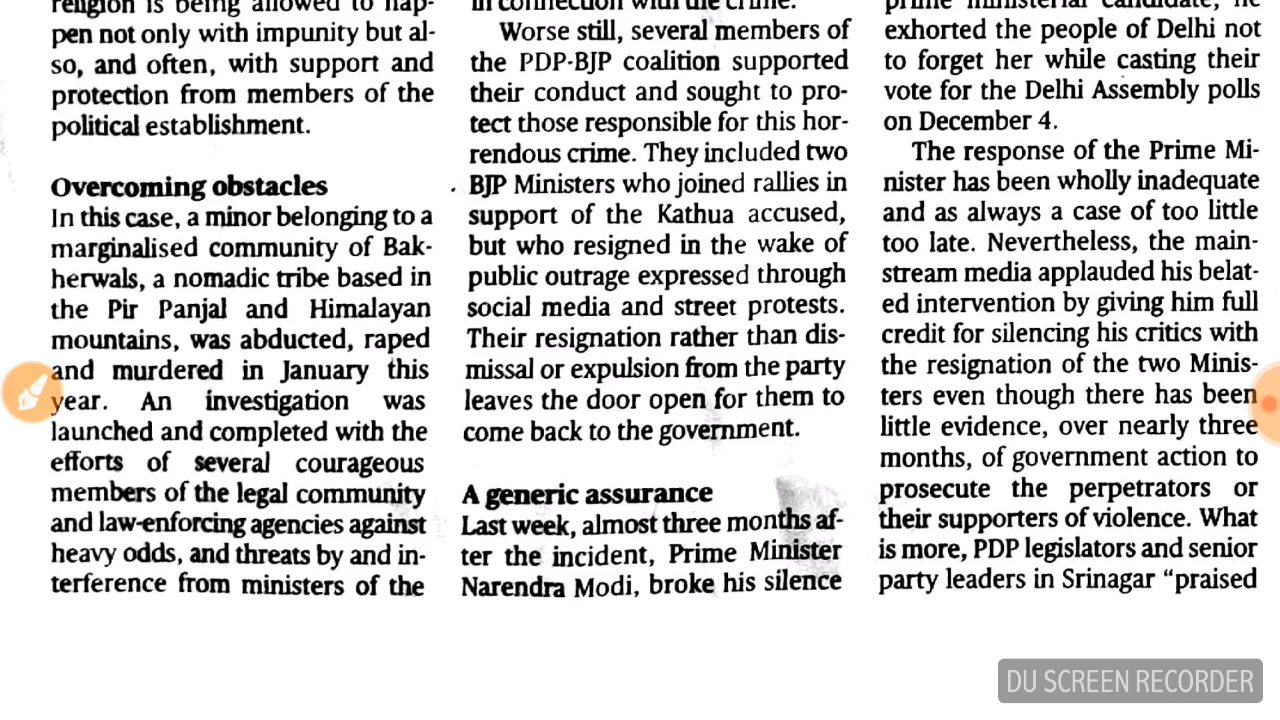 religion is being allowed to hap-
pen not only with impunity but al-
so, and often, with support and
protection from members of the
political establishment.
Overcoming obstacles
In this case, a minor belonging to a
marginalised community of Bak-
herwals, a nomadic tribe based in
the Pir Panjal and Himalayan
mountains, was abducted, raped
and murdered in January this
year. An investigation was
launched and completed with the
efforts of several courageous
members of the legal community
and law-enforcing agencies against
heavy odds, and threats by and in-
terference from ministers of the
in connection with the crime.
Worse still, several members of
the PDP-BJP coalition supported
their conduct and sought to pro-
tect those responsible for this hor-
rendous crime. They included two
BJP Ministers who joined rallies in
support of the Kathua accused,
but who resigned in the wake of
public outrage expressed through
social media and street protests.
Their resignation rather than dis-
missal or expulsion from the party
leaves the door open for them to
come back to the government.
A generic assurance
Last week, almost three months af-
ter the incident, Prime Minister
Narendra Modi, broke his silence
prime ministerial candidate, he
exhorted the people of Delhi not
to forget her while casting their
vote for the Delhi Assembly polls
on December 4.
The response of the Prime Mi-
nister has been wholly inadequate
and as always a case of too little
too late. Nevertheless, the main-
stream media applauded his belat-
ed intervention by giving him full
credit for silencing his critics with
the resignation of the two Minis-
ters even though there has been
little evidence, over nearly three
months, of government action to
prosecute the perpetrators or
their supporters of violence. What
is more, PDP legislators and senior
party leaders in Srinagar “praised
DU SCREEN RECORDER